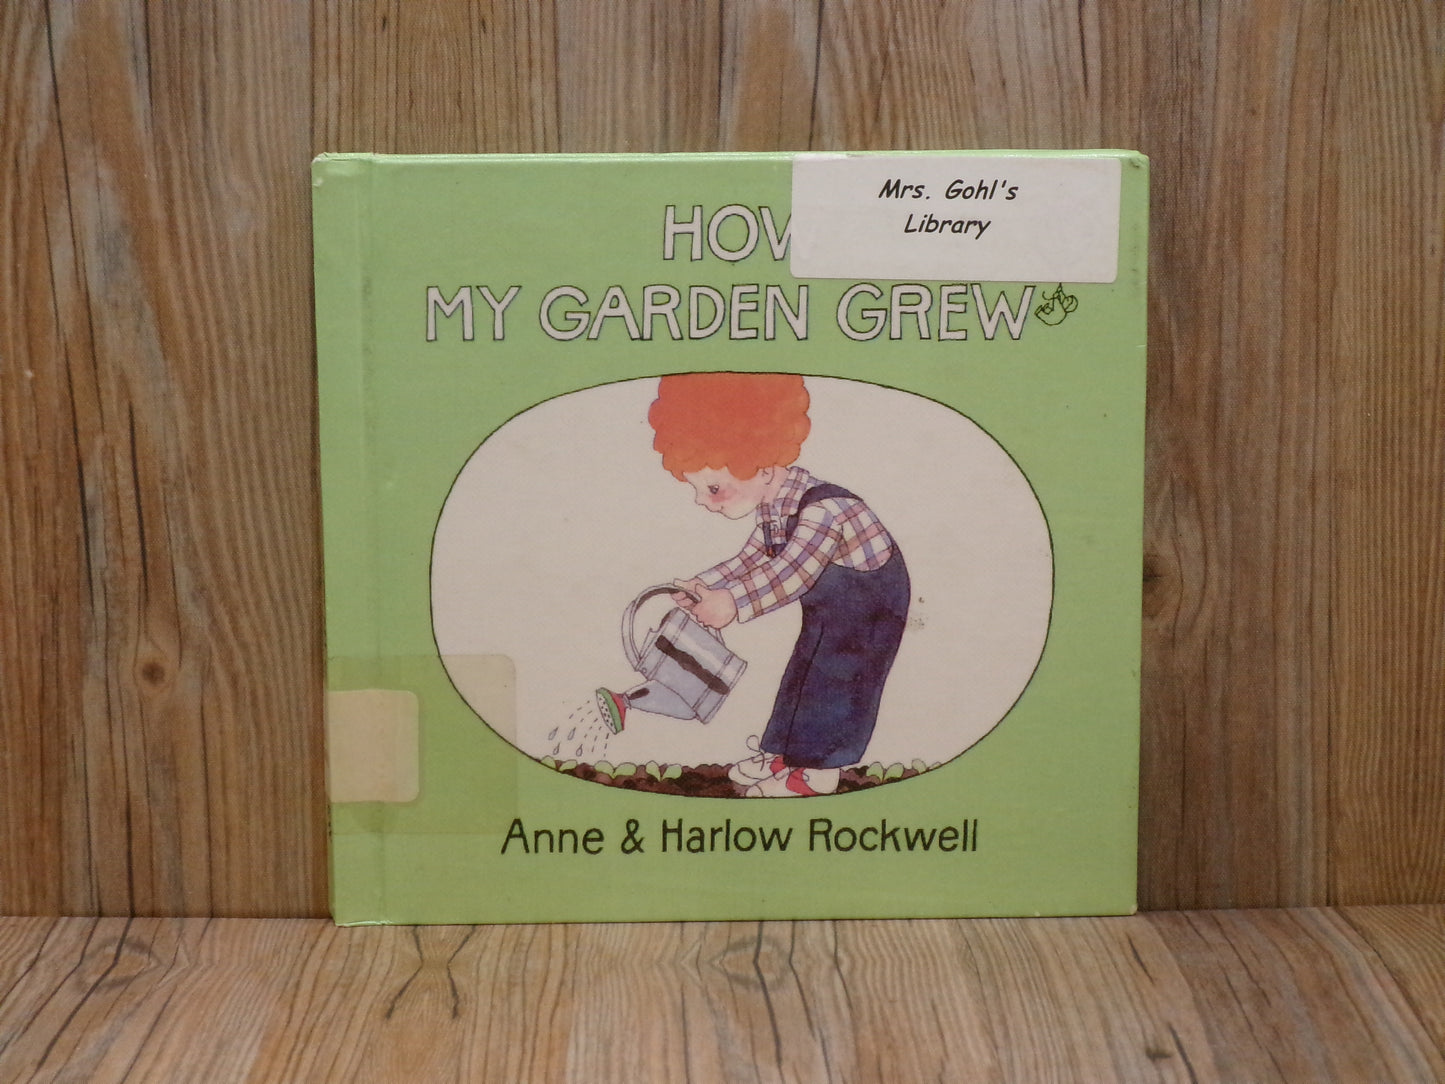 Mrs. Gohl's
Library
HOW
MY GARDEN GREW
Anne & Harlow Rockwell